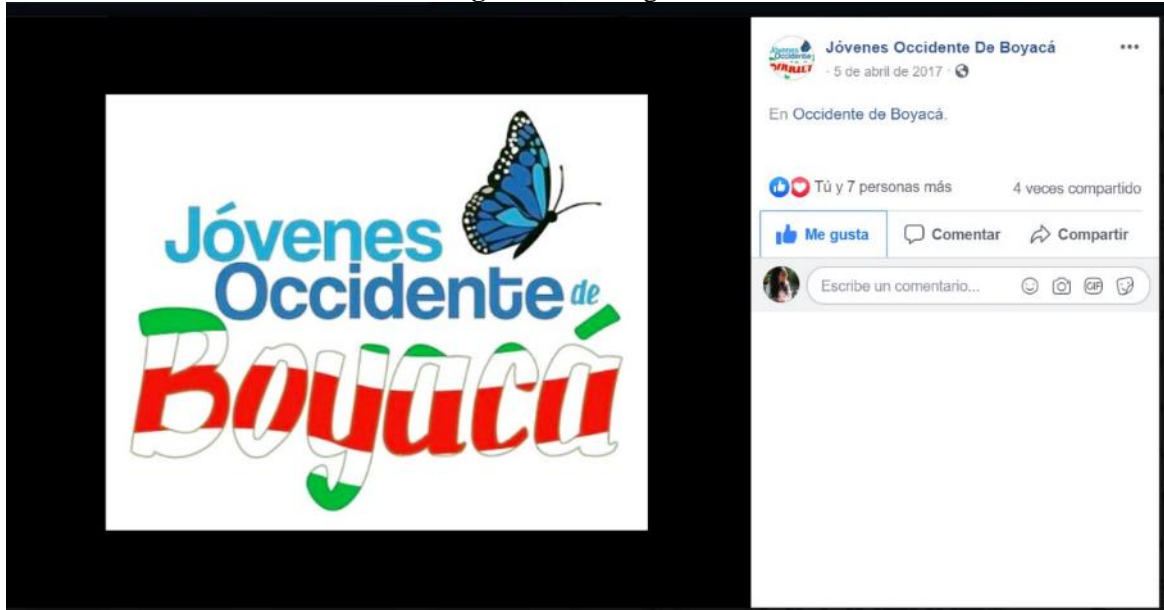 Jóvenes
Occidente de
Boyacá
Jóvenes Occidente De Boyacá
· 5 de abril de 2017 ·
En Occidente de Boyacá.
Tú y 7 personas más
4 veces compartido
Me gusta
Comentar
Compartir
Escribe un comentario...
GIF